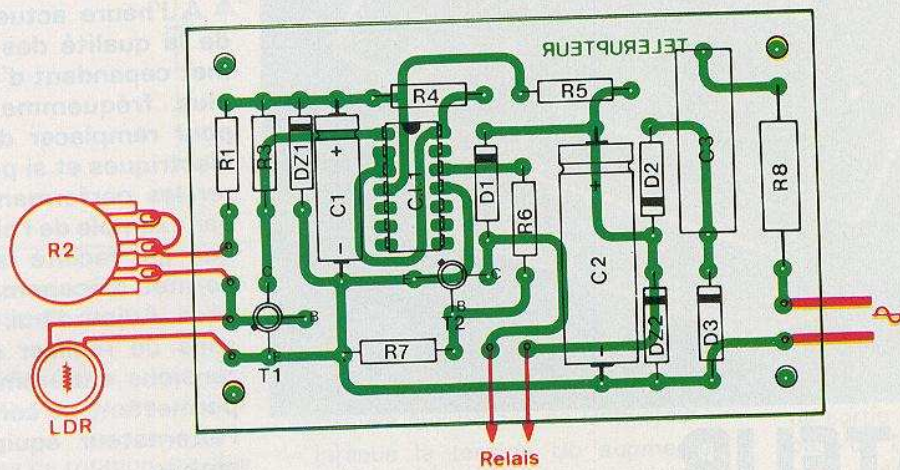 TELERUPTEUR
R4
R5
R1
R3
DZ1
+
C1
-
D1
R6
+
C2
-
D2
C3
R8
R2
C
B
T1
E
C
B
T2
R7
DZ2
D3
LDR
Relais